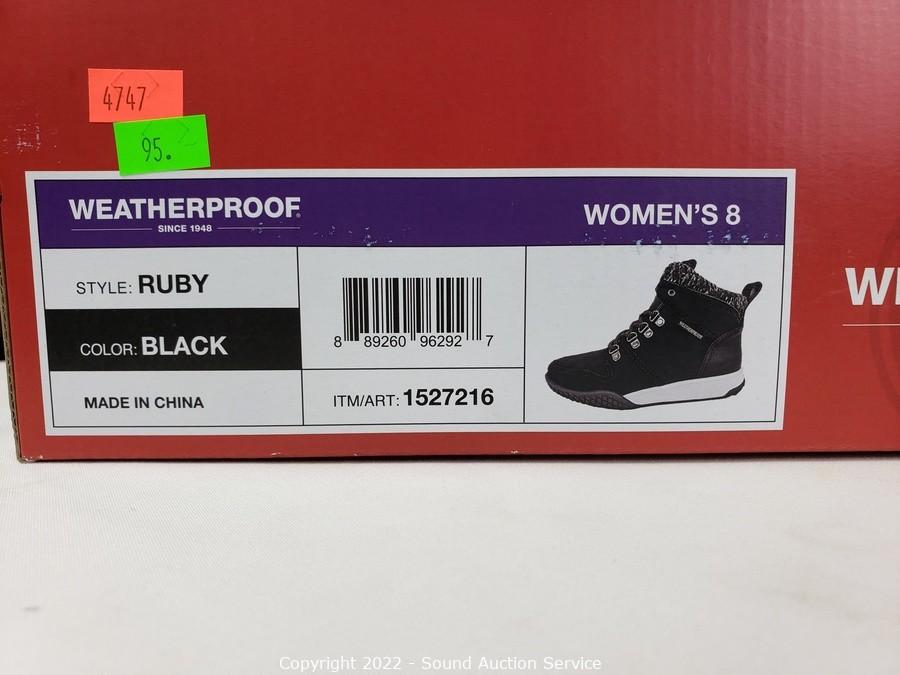 4747
95.
WEATHERPROOF®
SINCE 1948
WOMEN'S 8
STYLE: RUBY
COLOR: BLACK
MADE IN CHINA
8 89260 96292 7
ITM/ART: 1527216
WEATHERPROOF
WE
Copyright 2022 - Sound Auction Service